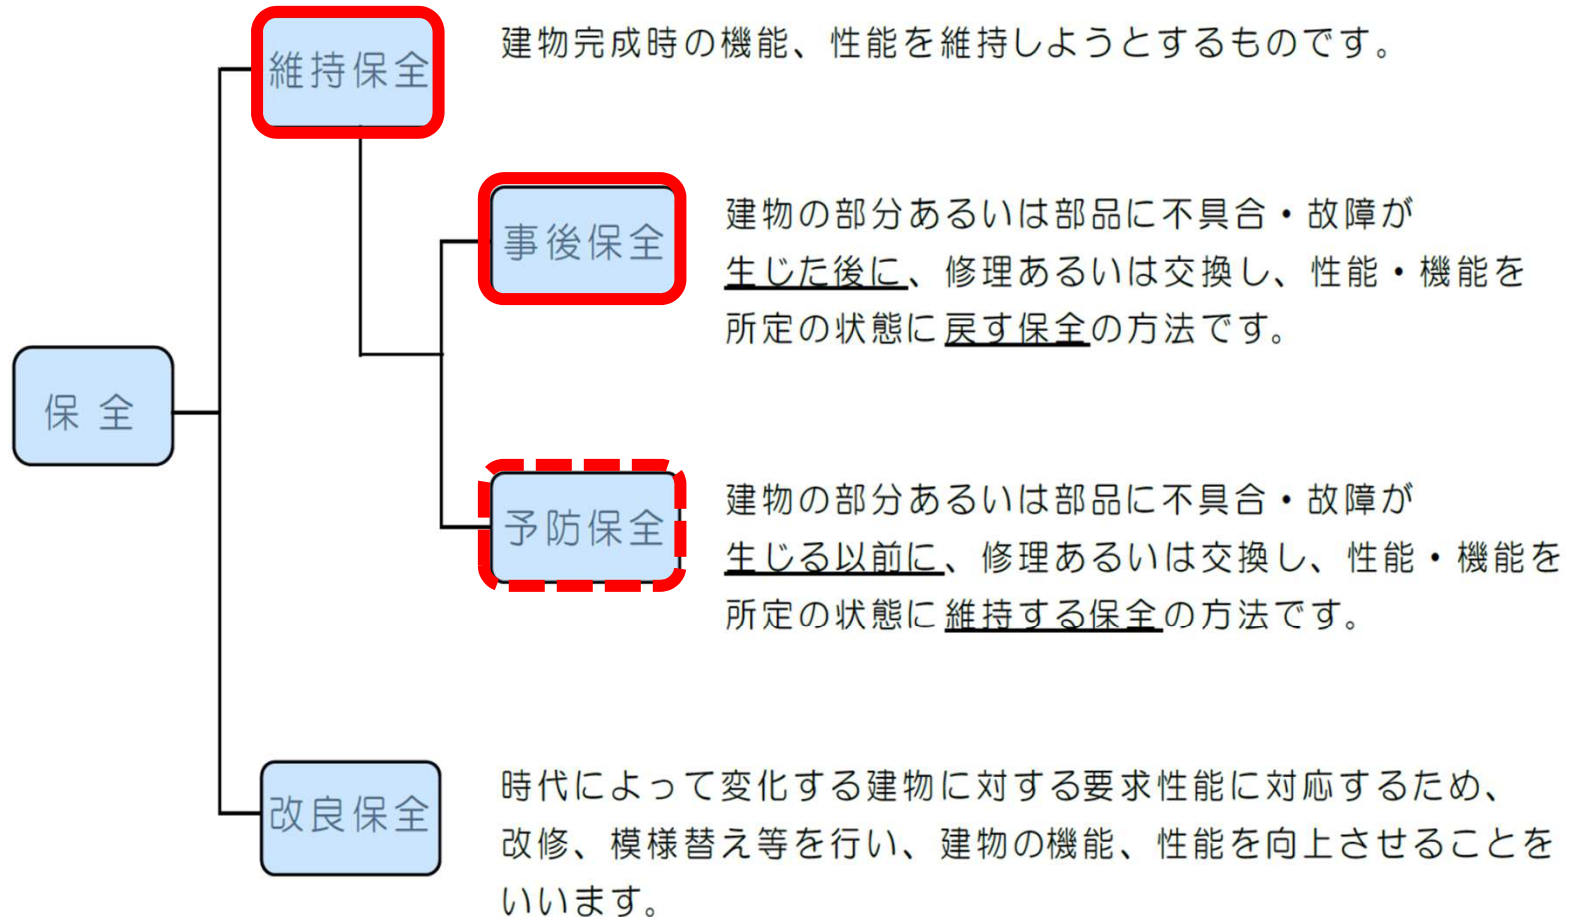 維持保全
建物完成時の機能、性能を維持しようとするものです。
事後保全
建物の部分あるいは部品に不具合・故障が
生じた後に、修理あるいは交換し、性能・機能を
所定の状態に戻す保全の方法です。
保全
予防保全
建物の部分あるいは部品に不具合・故障が
生じる以前に、修理あるいは交換し、性能・機能を
所定の状態に維持する保全の方法です。
改良保全
時代によって変化する建物に対する要求性能に対応するため、
改修、模様替え等を行い、建物の機能、性能を向上させることを
いいます。